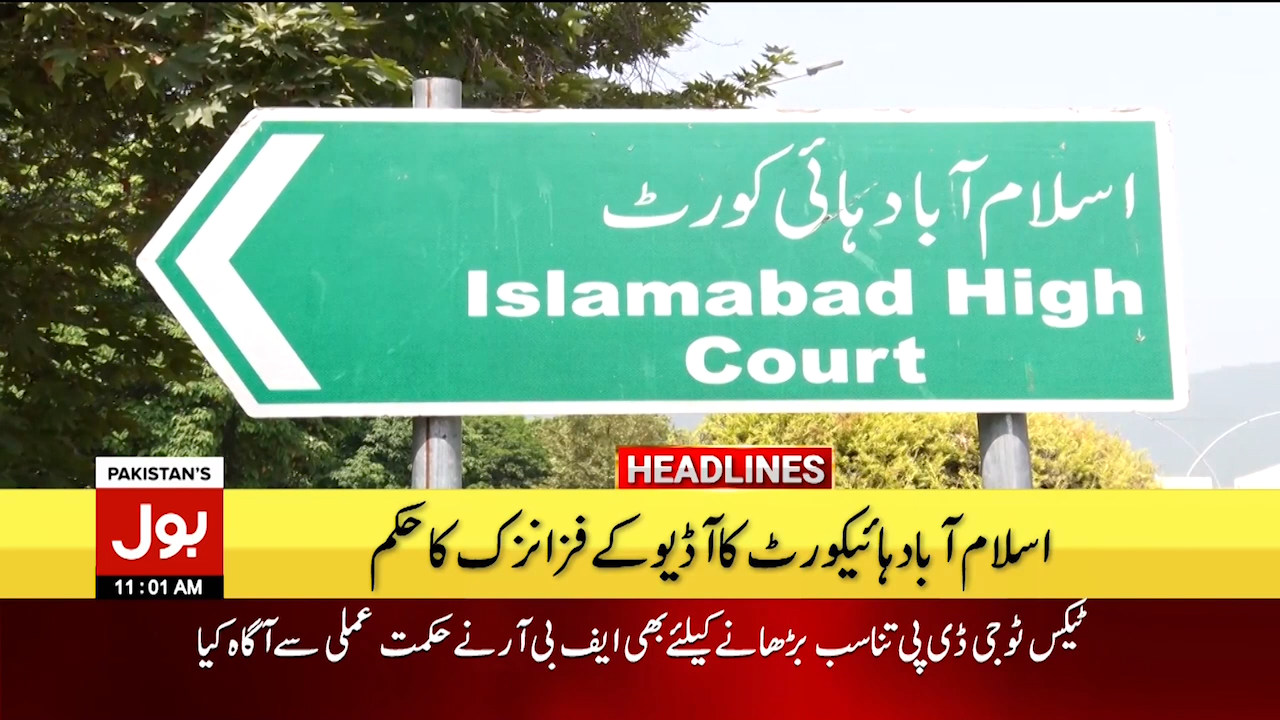 اسلام آباد ہائی کورٹ
Islamabad High
Court
HEADLINES
PAKISTAN'S
بول
11:01 AM
اسلام آباد ہائیکورٹ کا آڈیو کے فرانزک کا حکم
ٹیکس ٹو جی ڈی پی تناسب بڑھانے کیلئے بھی ایف بی آر نے حکمت عملی سے آگاہ کیا